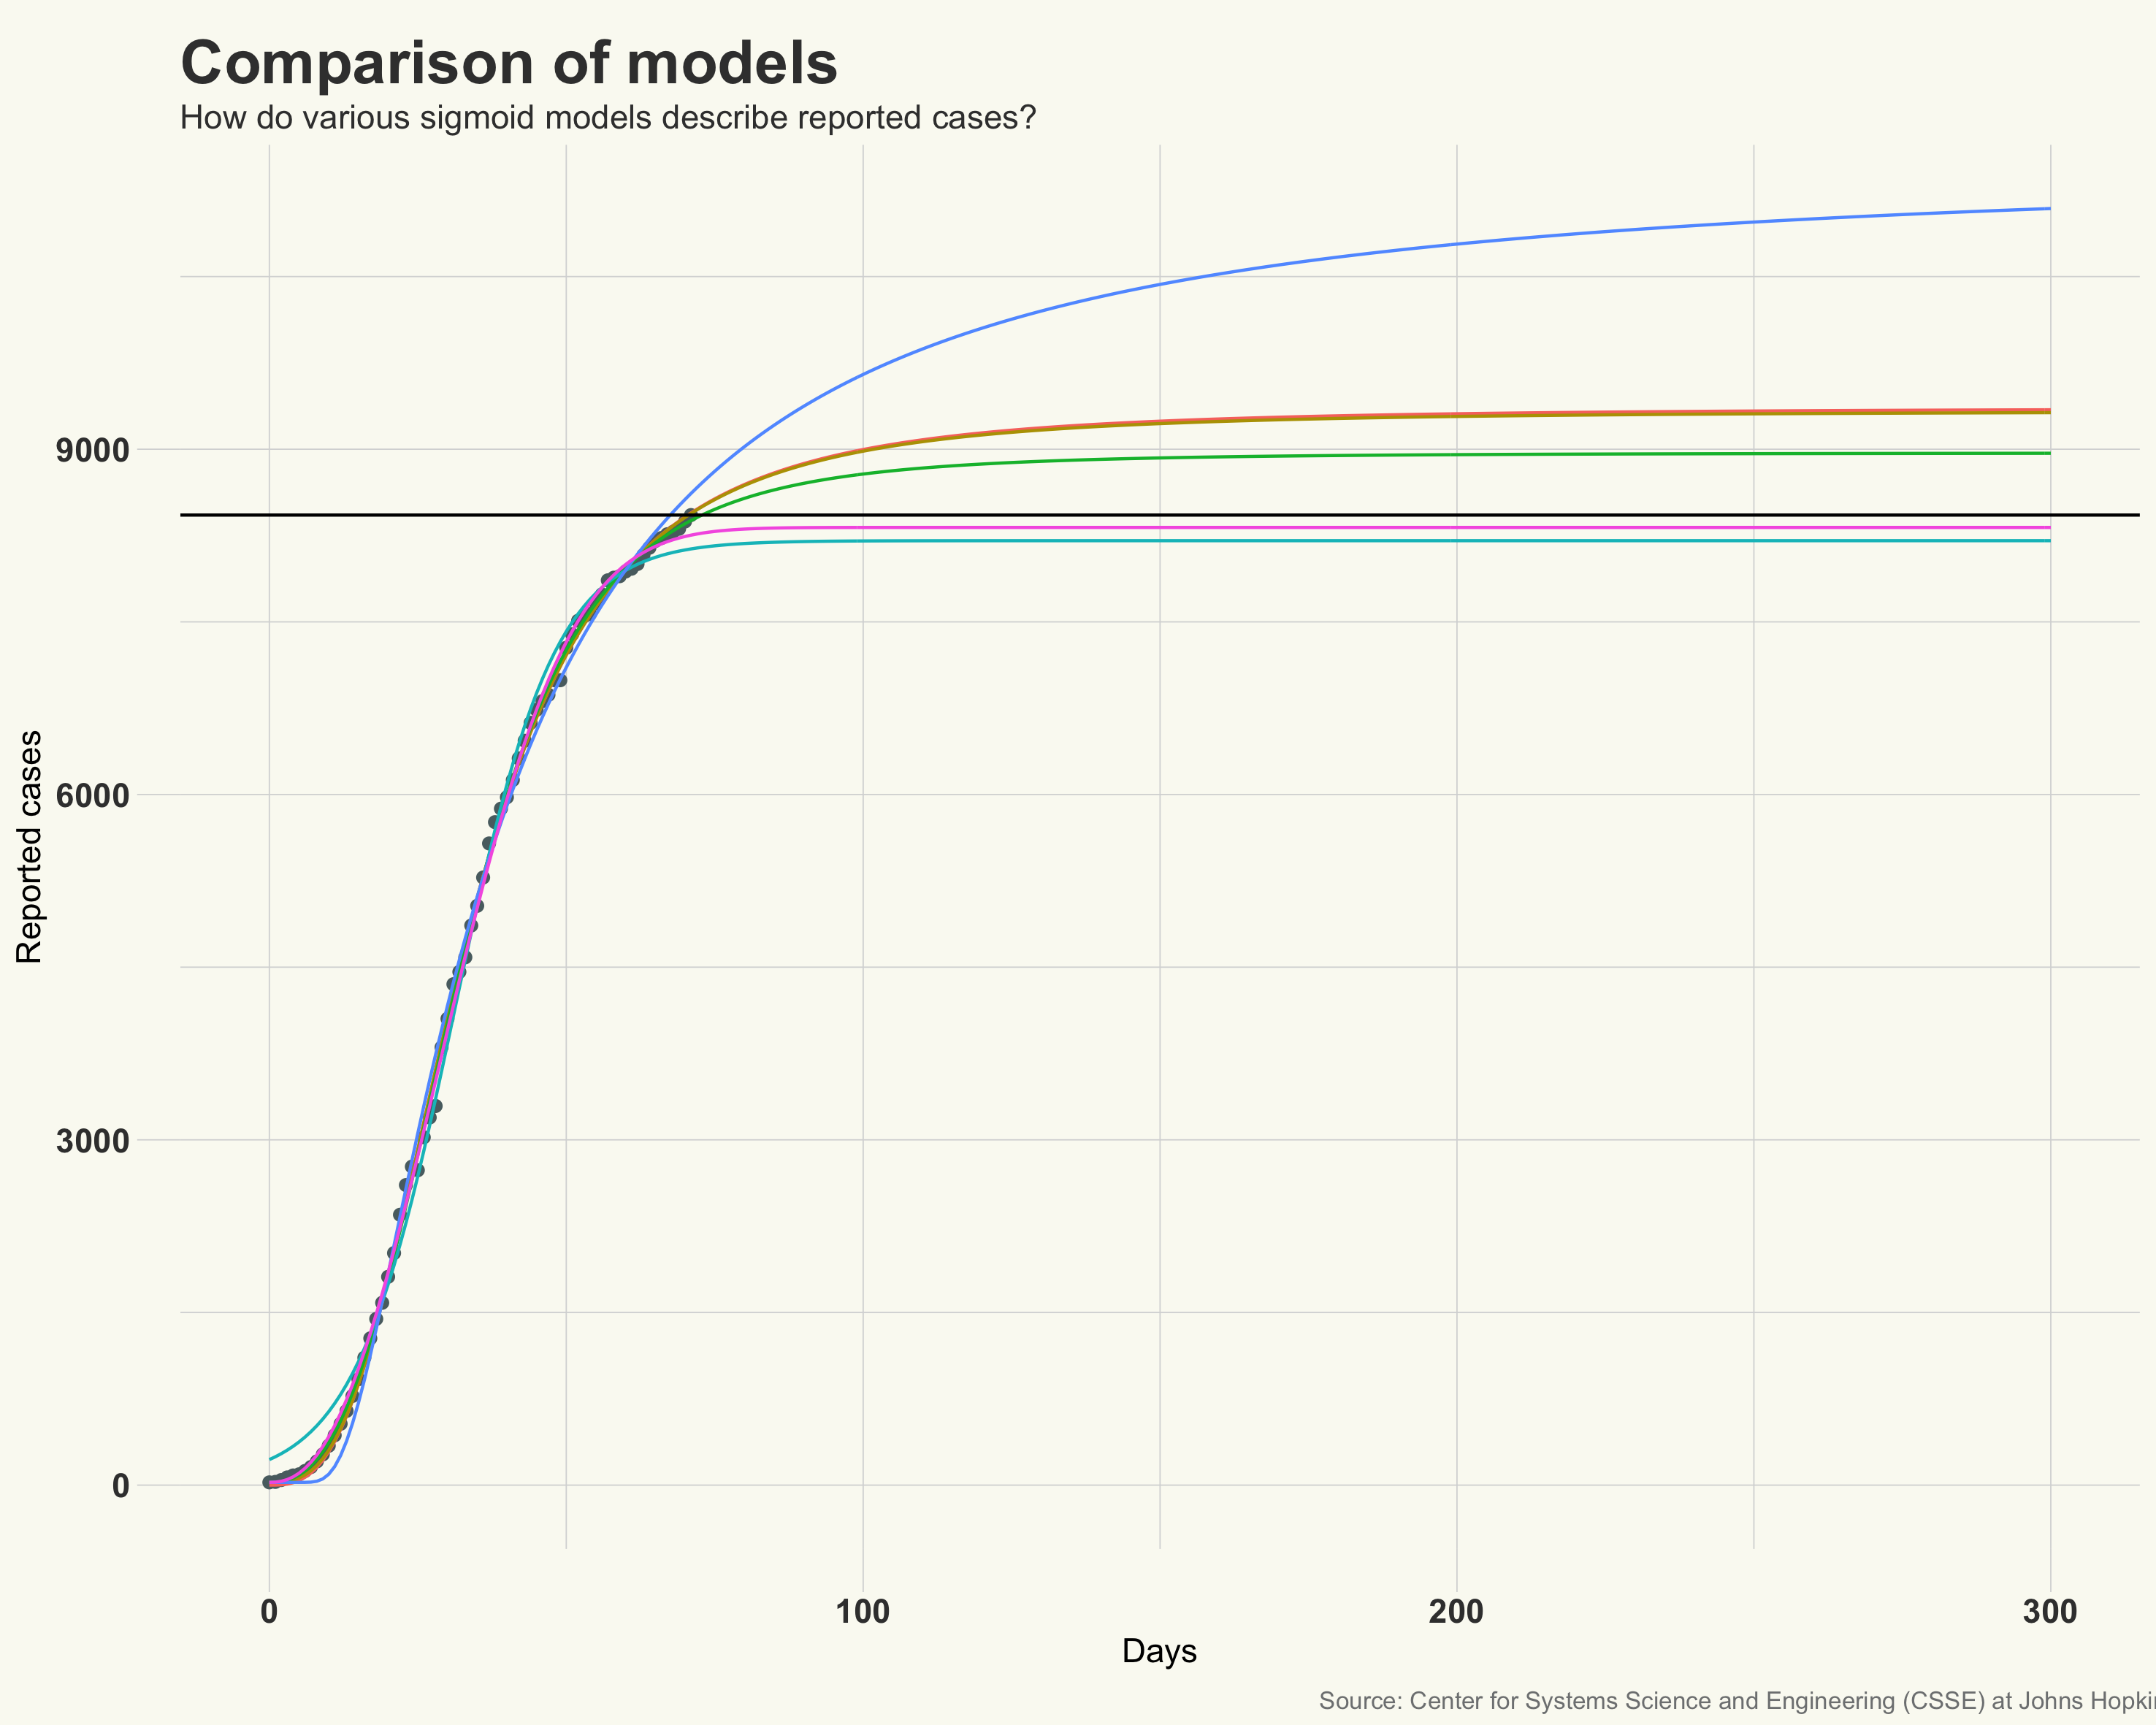 Comparison of models
How do various sigmoid models describe reported cases?
Reported cases
9000
6000
3000
0
0 100 200 300
Days
Source: Center for Systems Science and Engineering (CSSE) at Johns